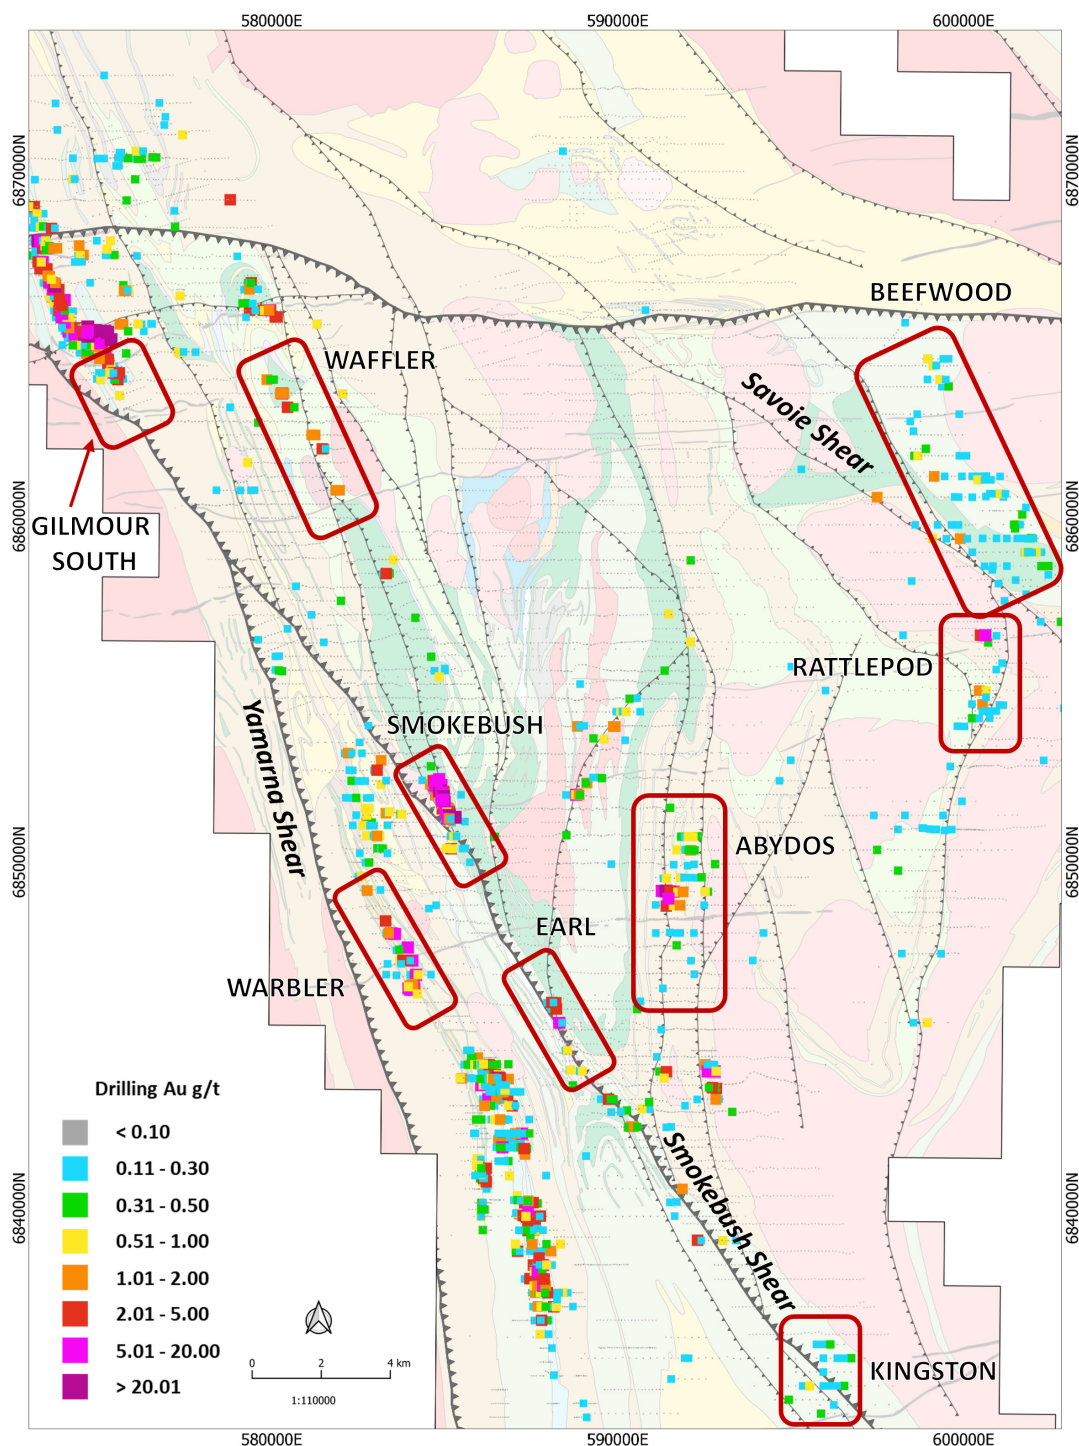 580000E
590000E
600000E
6870000N
6870000N
BEEFWOOD
WAFFLER
Savoie Shear
6860000N
6860000N
GILMOUR
SOUTH
RATTLEPOD
SMOKEBUSH
Yamarna Shear
ABYDOS
6850000N
6850000N
EARL
WARBLER
Drilling Au g/t
< 0.10
0.11 - 0.30
0.31 - 0.50
0.51 - 1.00
1.01 - 2.00
2.01 - 5.00
5.01 - 20.00
> 20.01
6840000N
6840000N
Smokebush Shear
0 2 4 km
1:110000
KINGSTON
580000E
590000E
600000E